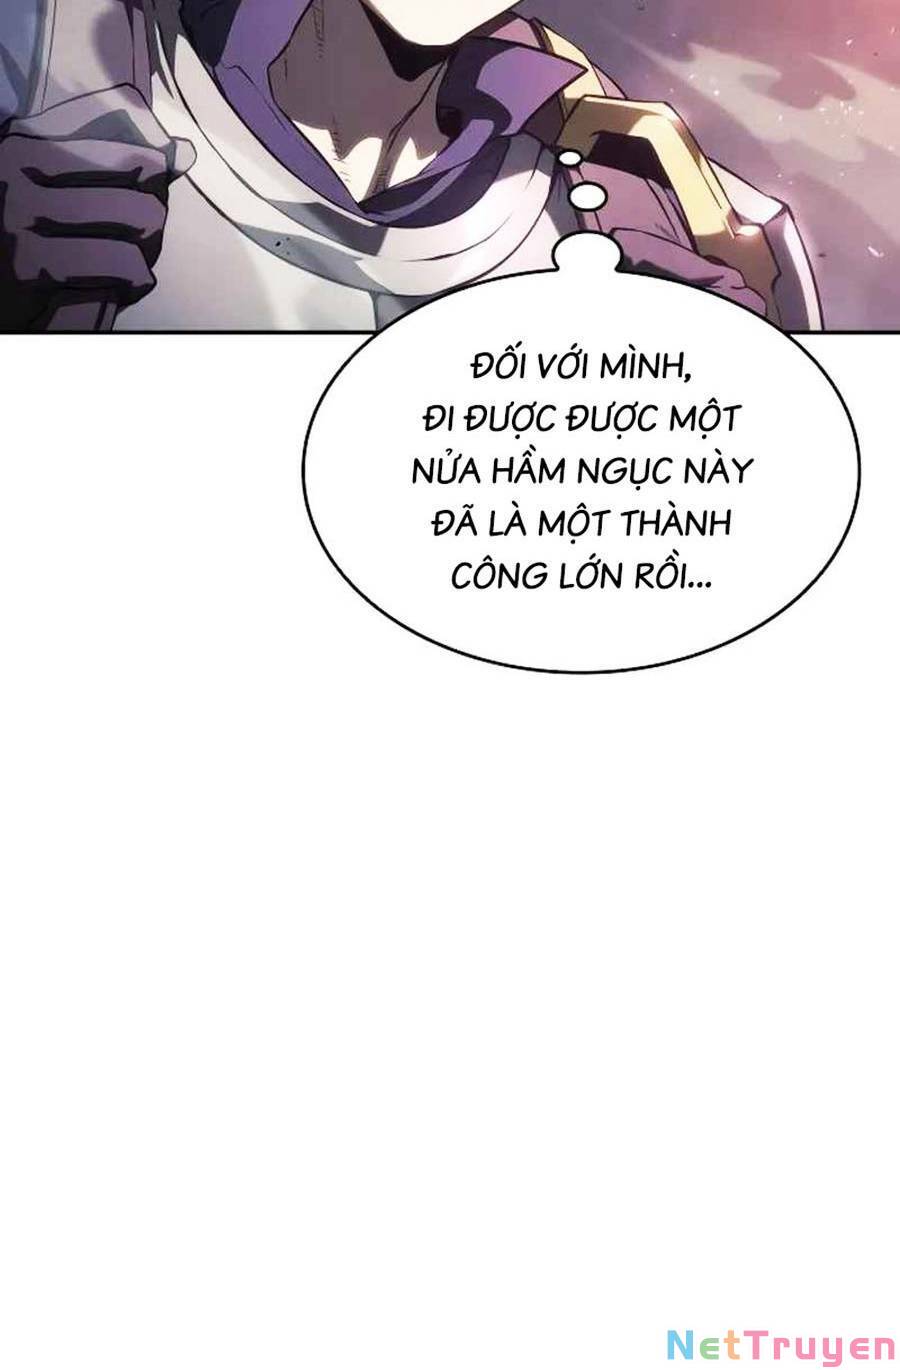 ĐỐI VỚI MÌNH,
ĐI ĐƯỢC ĐƯỢC MỘT
NỬA HẦM NGỤC NÀY
ĐÃ LÀ MỘT THÀNH
CÔNG LỚN RỒI...
NetTruyen